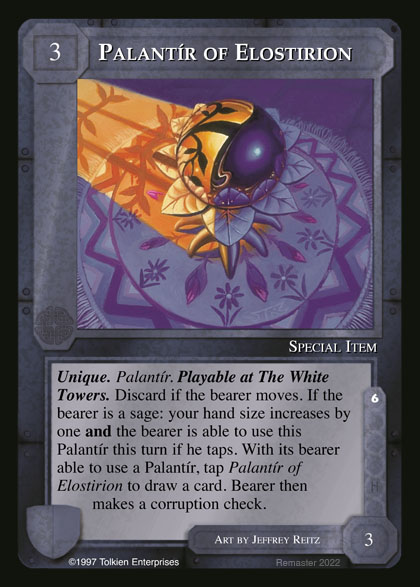 3
PALANTÍR OF ELOSTIRION
SPECIAL ITEM
Unique. Palantír. Playable at The White
Towers. Discard if the bearer moves. If the
bearer is a sage: your hand size increases by
one and the bearer is able to use this
Palantír this turn if he taps. With its bearer
able to use a Palantír, tap Palantír of
Elostirion to draw a card. Bearer then
makes a corruption check.
6
H
ART BY JEFFREY REITZ
3
©1997 Tolkien Enterprises
Remaster 2022